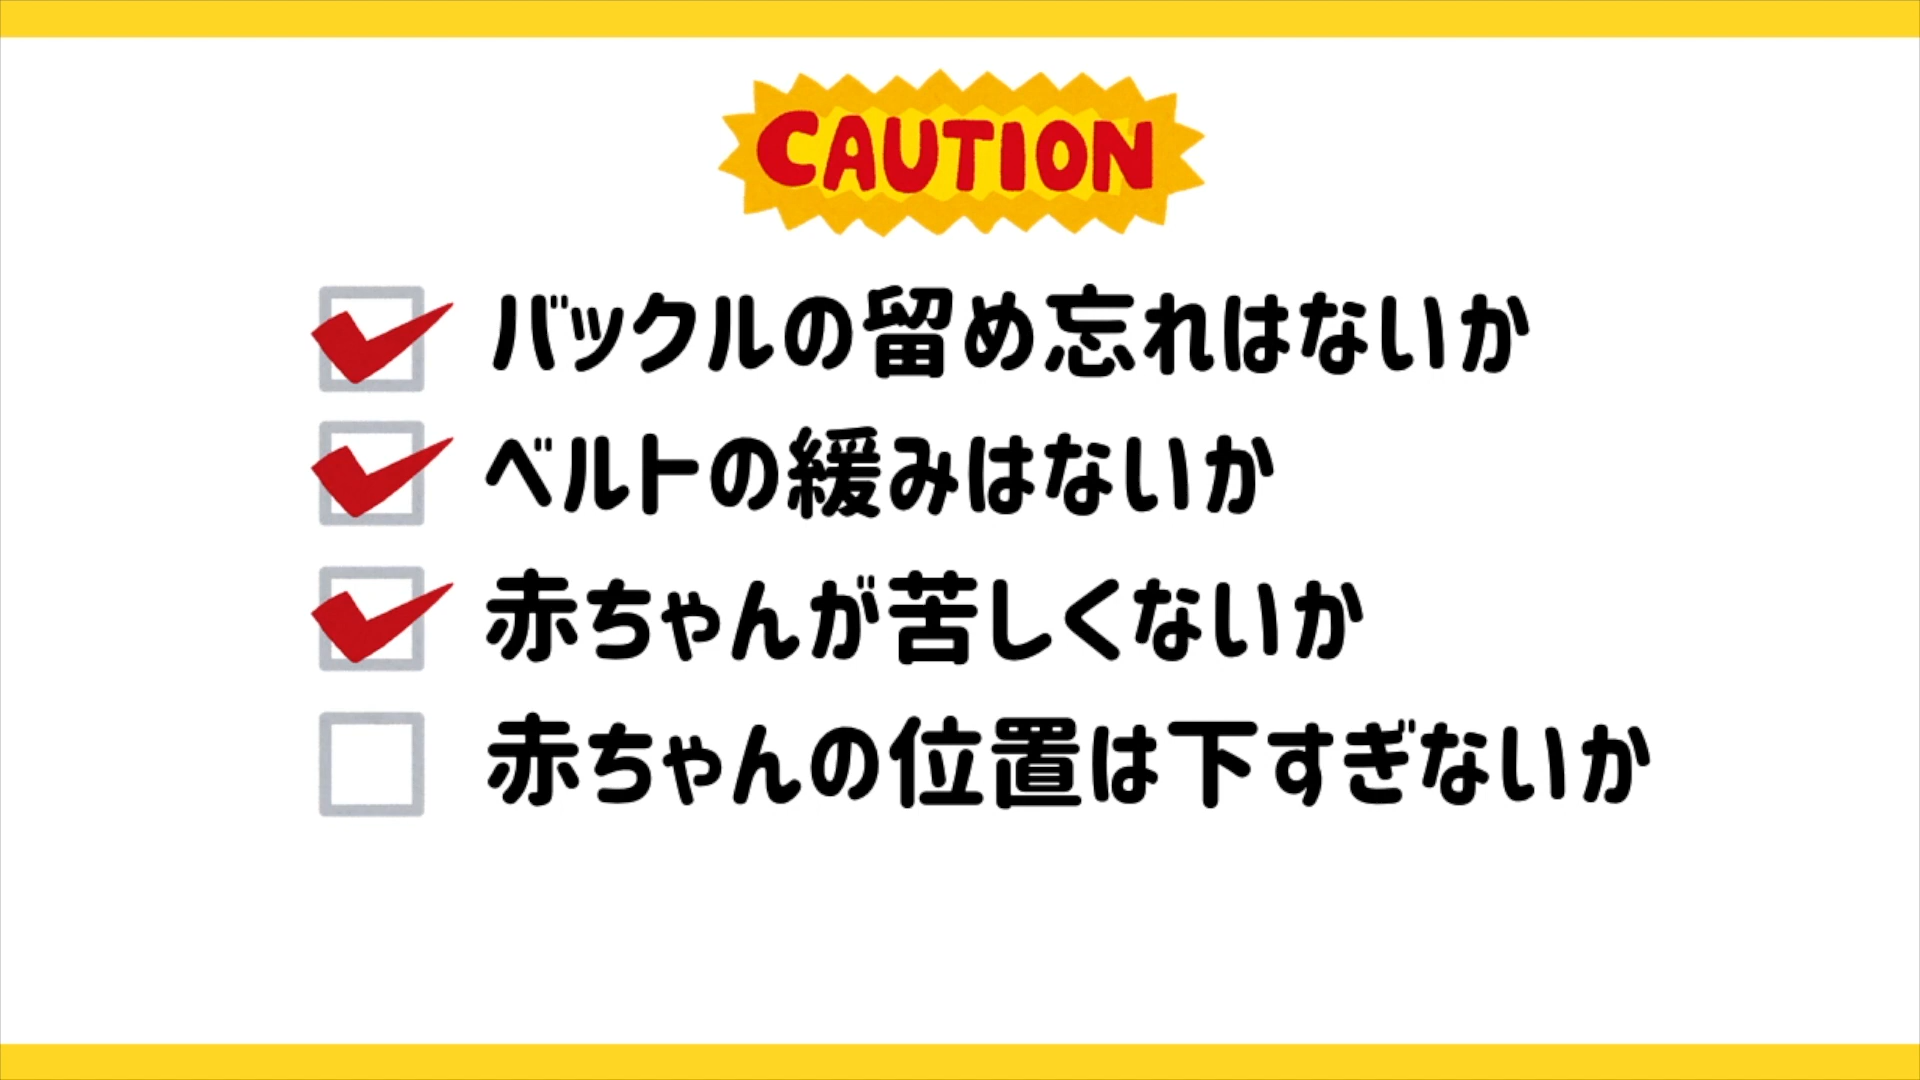 CAUTION
バックルの留め忘れはないか
ベルトの緩みはないか
赤ちゃんが苦しくないか
赤ちゃんの位置は下すぎないか